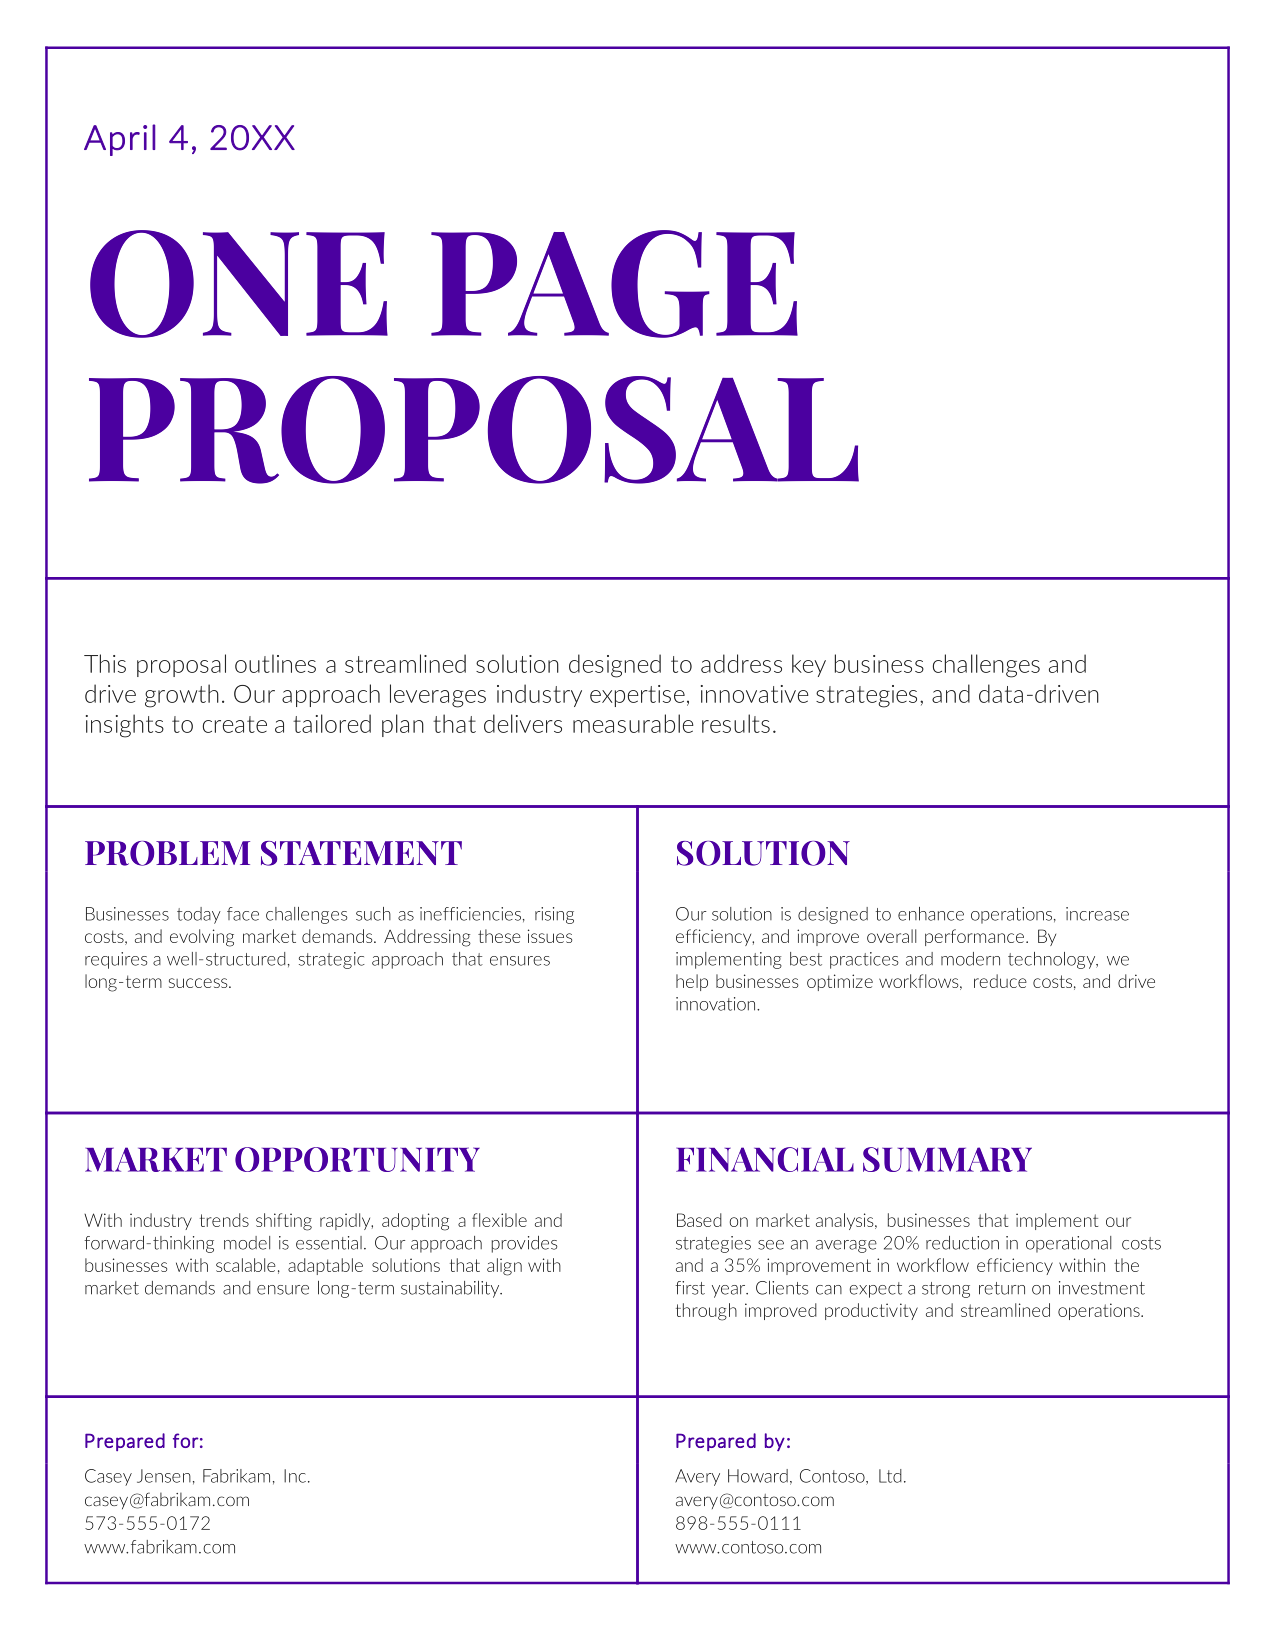 April 4, 20XX
ONE PAGE
PROPOSAL
This proposal outlines a streamlined solution designed to address key business challenges and
drive growth. Our approach leverages industry expertise, innovative strategies, and data-driven
insights to create a tailored plan that delivers measurable results.
PROBLEM STATEMENT
Businesses today face challenges such as inefficiencies, rising
costs, and evolving market demands. Addressing these issues
requires a well-structured, strategic approach that ensures
long-term success.
SOLUTION
Our solution is designed to enhance operations, increase
efficiency, and improve overall performance. By
implementing best practices and modern technology, we
help businesses optimize workflows, reduce costs, and drive
innovation.
MARKET OPPORTUNITY
With industry trends shifting rapidly, adopting a flexible and
forward-thinking model is essential. Our approach provides
businesses with scalable, adaptable solutions that align with
market demands and ensure long-term sustainability.
FINANCIAL SUMMARY
Based on market analysis, businesses that implement our
strategies see an average 20% reduction in operational costs
and a 35% improvement in workflow efficiency within the
first year. Clients can expect a strong return on investment
through improved productivity and streamlined operations.
Prepared for:
Casey Jensen, Fabrikam, Inc.
casey@fabrikam.com
573-555-0172
www.fabrikam.com
Prepared by:
Avery Howard, Contoso, Ltd.
avery@contoso.com
898-555-0111
www.contoso.com